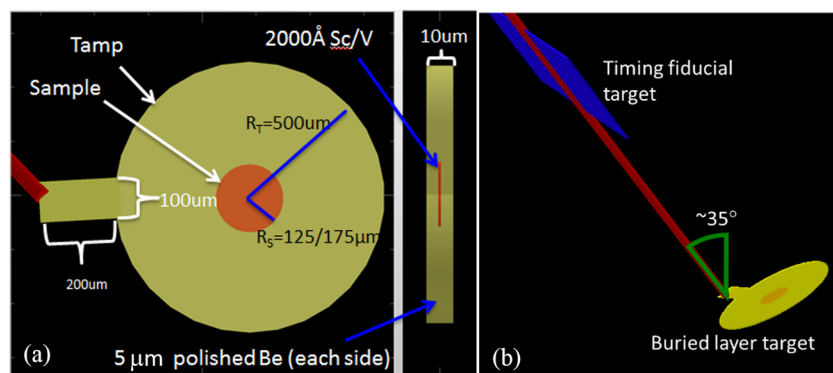 Tamp
Sample
2000Å Sc/V
10um
R_T=500um
100um
R_S=125/175µm
200um
(a)
5 µm polished Be (each side)
Timing fiducial
target
~35°
Buried layer target
(b)